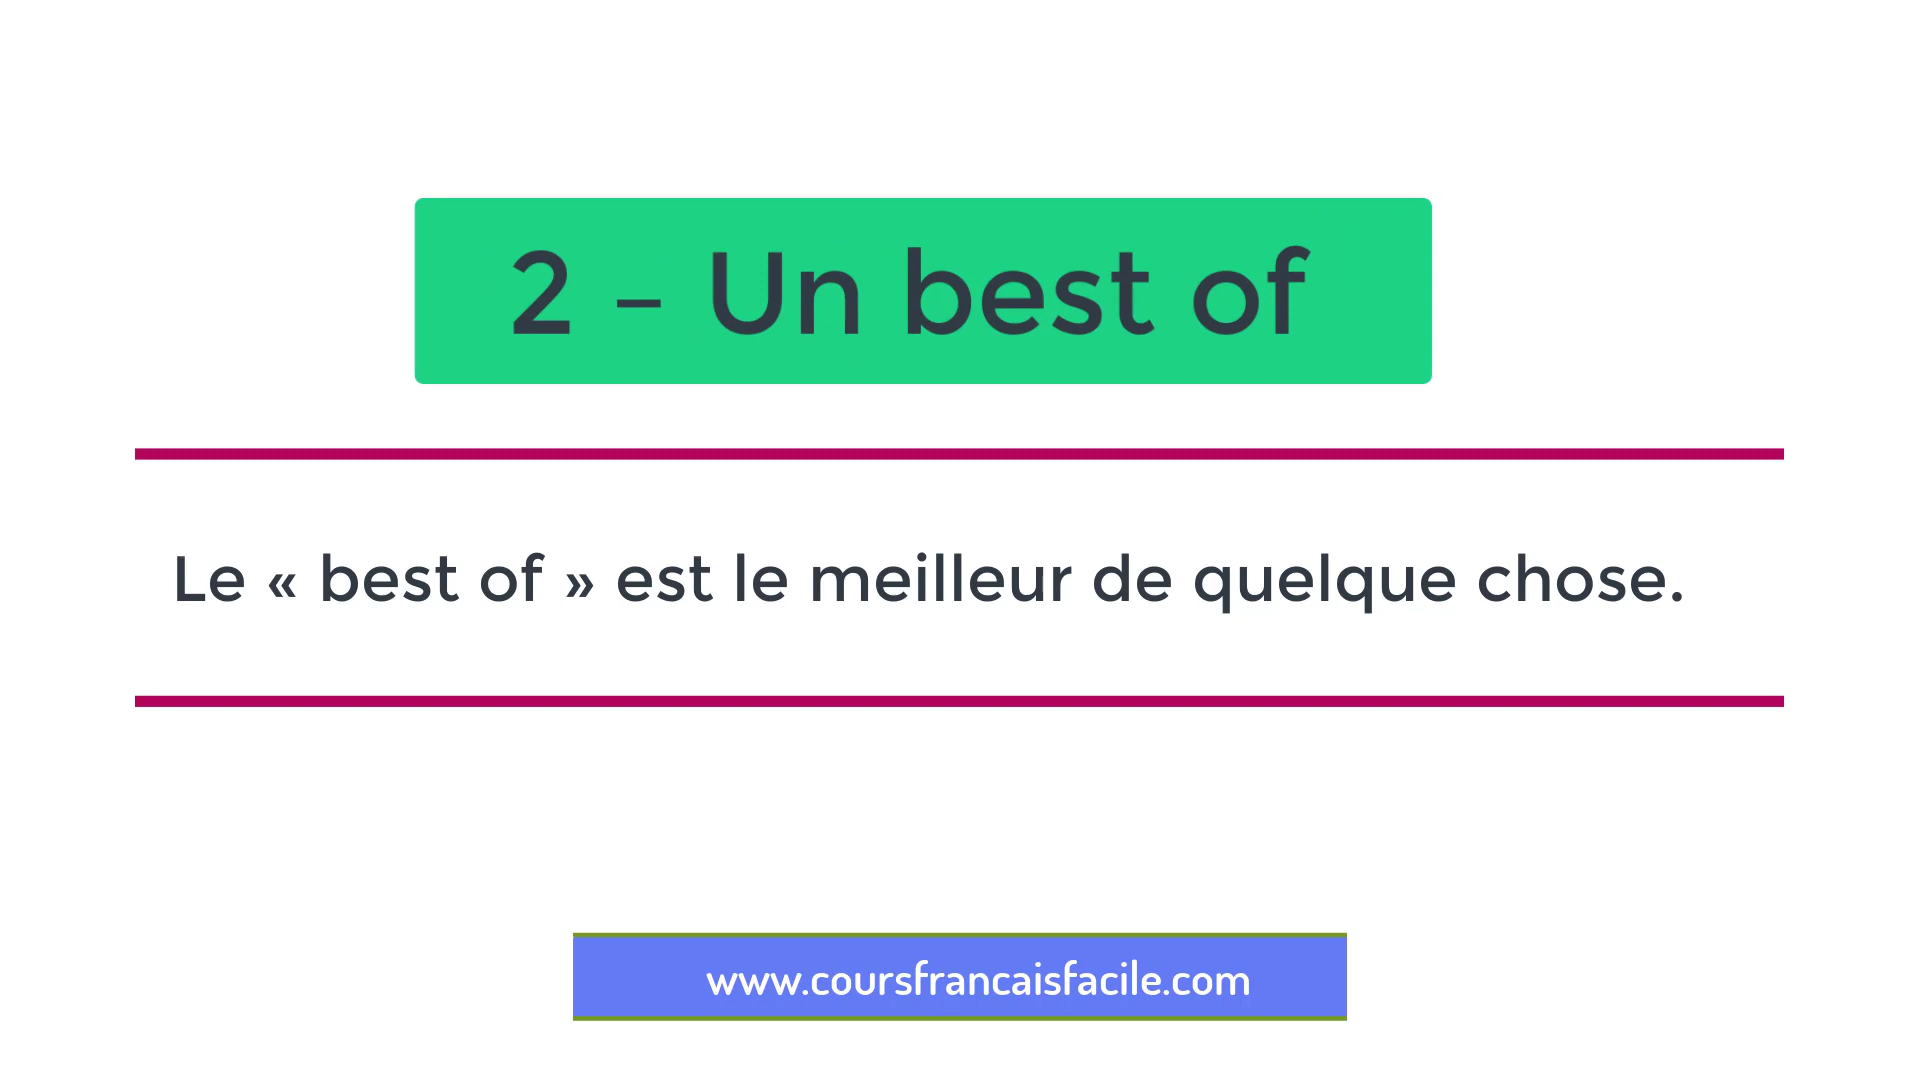 2 – Un best of
Le « best of » est le meilleur de quelque chose.
www.coursfrancaisfacile.com